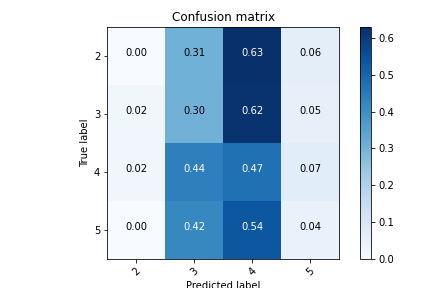 Confusion matrix
2 0.00 0.31 0.63 0.06
3 0.02 0.30 0.62 0.05
4 0.02 0.44 0.47 0.07
5 0.00 0.42 0.54 0.04
2 3 4 5
True label
Predicted label
0.6
0.5
0.4
0.3
0.2
0.1
0.0